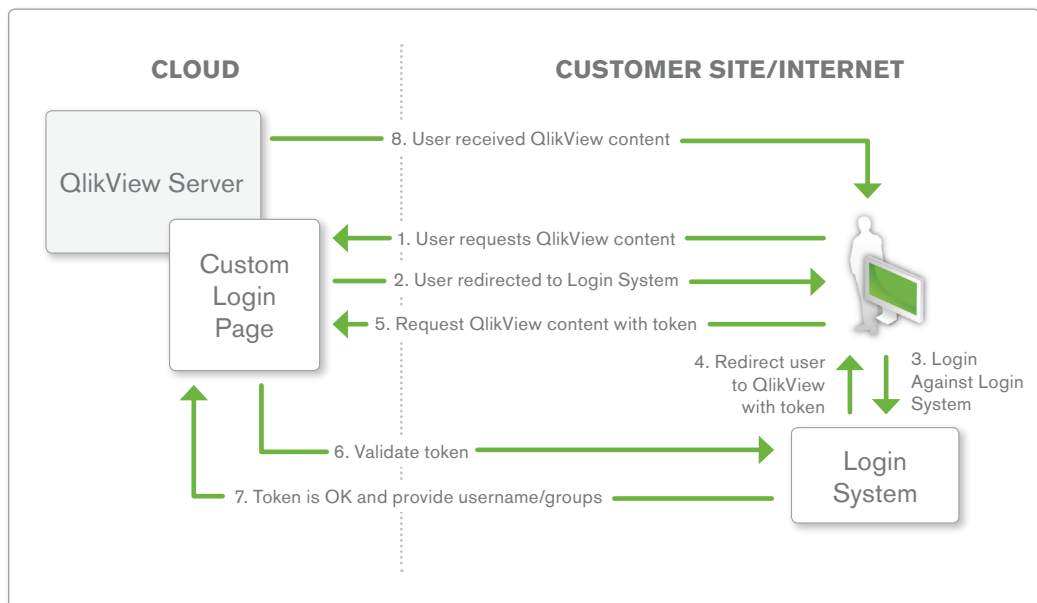 CLOUD
CUSTOMER SITE/INTERNET
8. User received QlikView content
QlikView Server
1. User requests QlikView content
Custom
Login
Page
2. User redirected to Login System
5. Request QlikView content with token
4. Redirect user
to QlikView
with token
3. Login
Against Login
System
6. Validate token
Login
System
7. Token is OK and provide username/groups